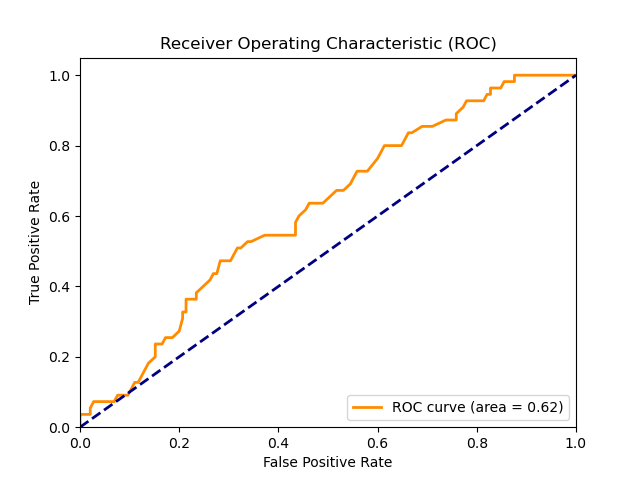 Receiver Operating Characteristic (ROC)
True Positive Rate
1.0
0.8
0.6
0.4
0.2
0.0
0.0 0.2 0.4 0.6 0.8 1.0
False Positive Rate
ROC curve (area = 0.62)